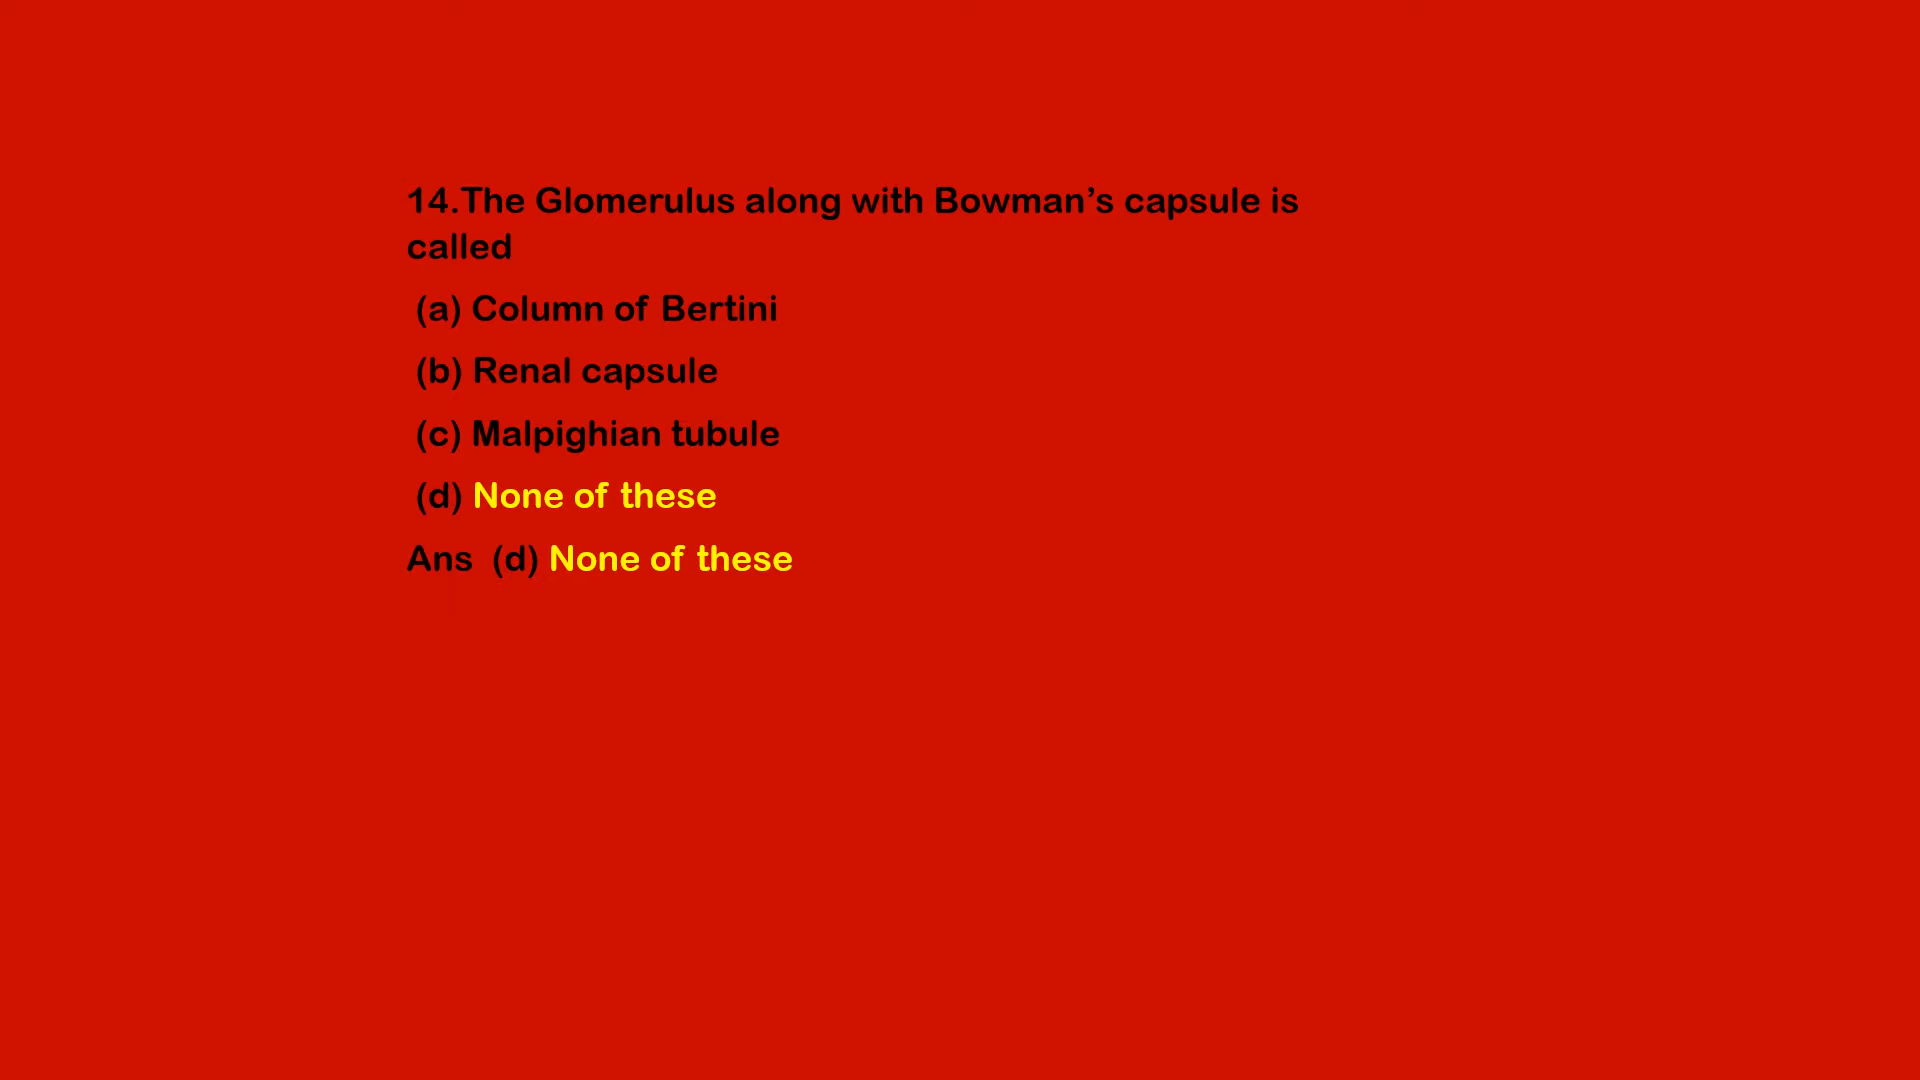 14.The Glomerulus along with Bowman’s capsule is
called
(a) Column of Bertini
(b) Renal capsule
(c) Malpighian tubule
(d) None of these
Ans (d) None of these